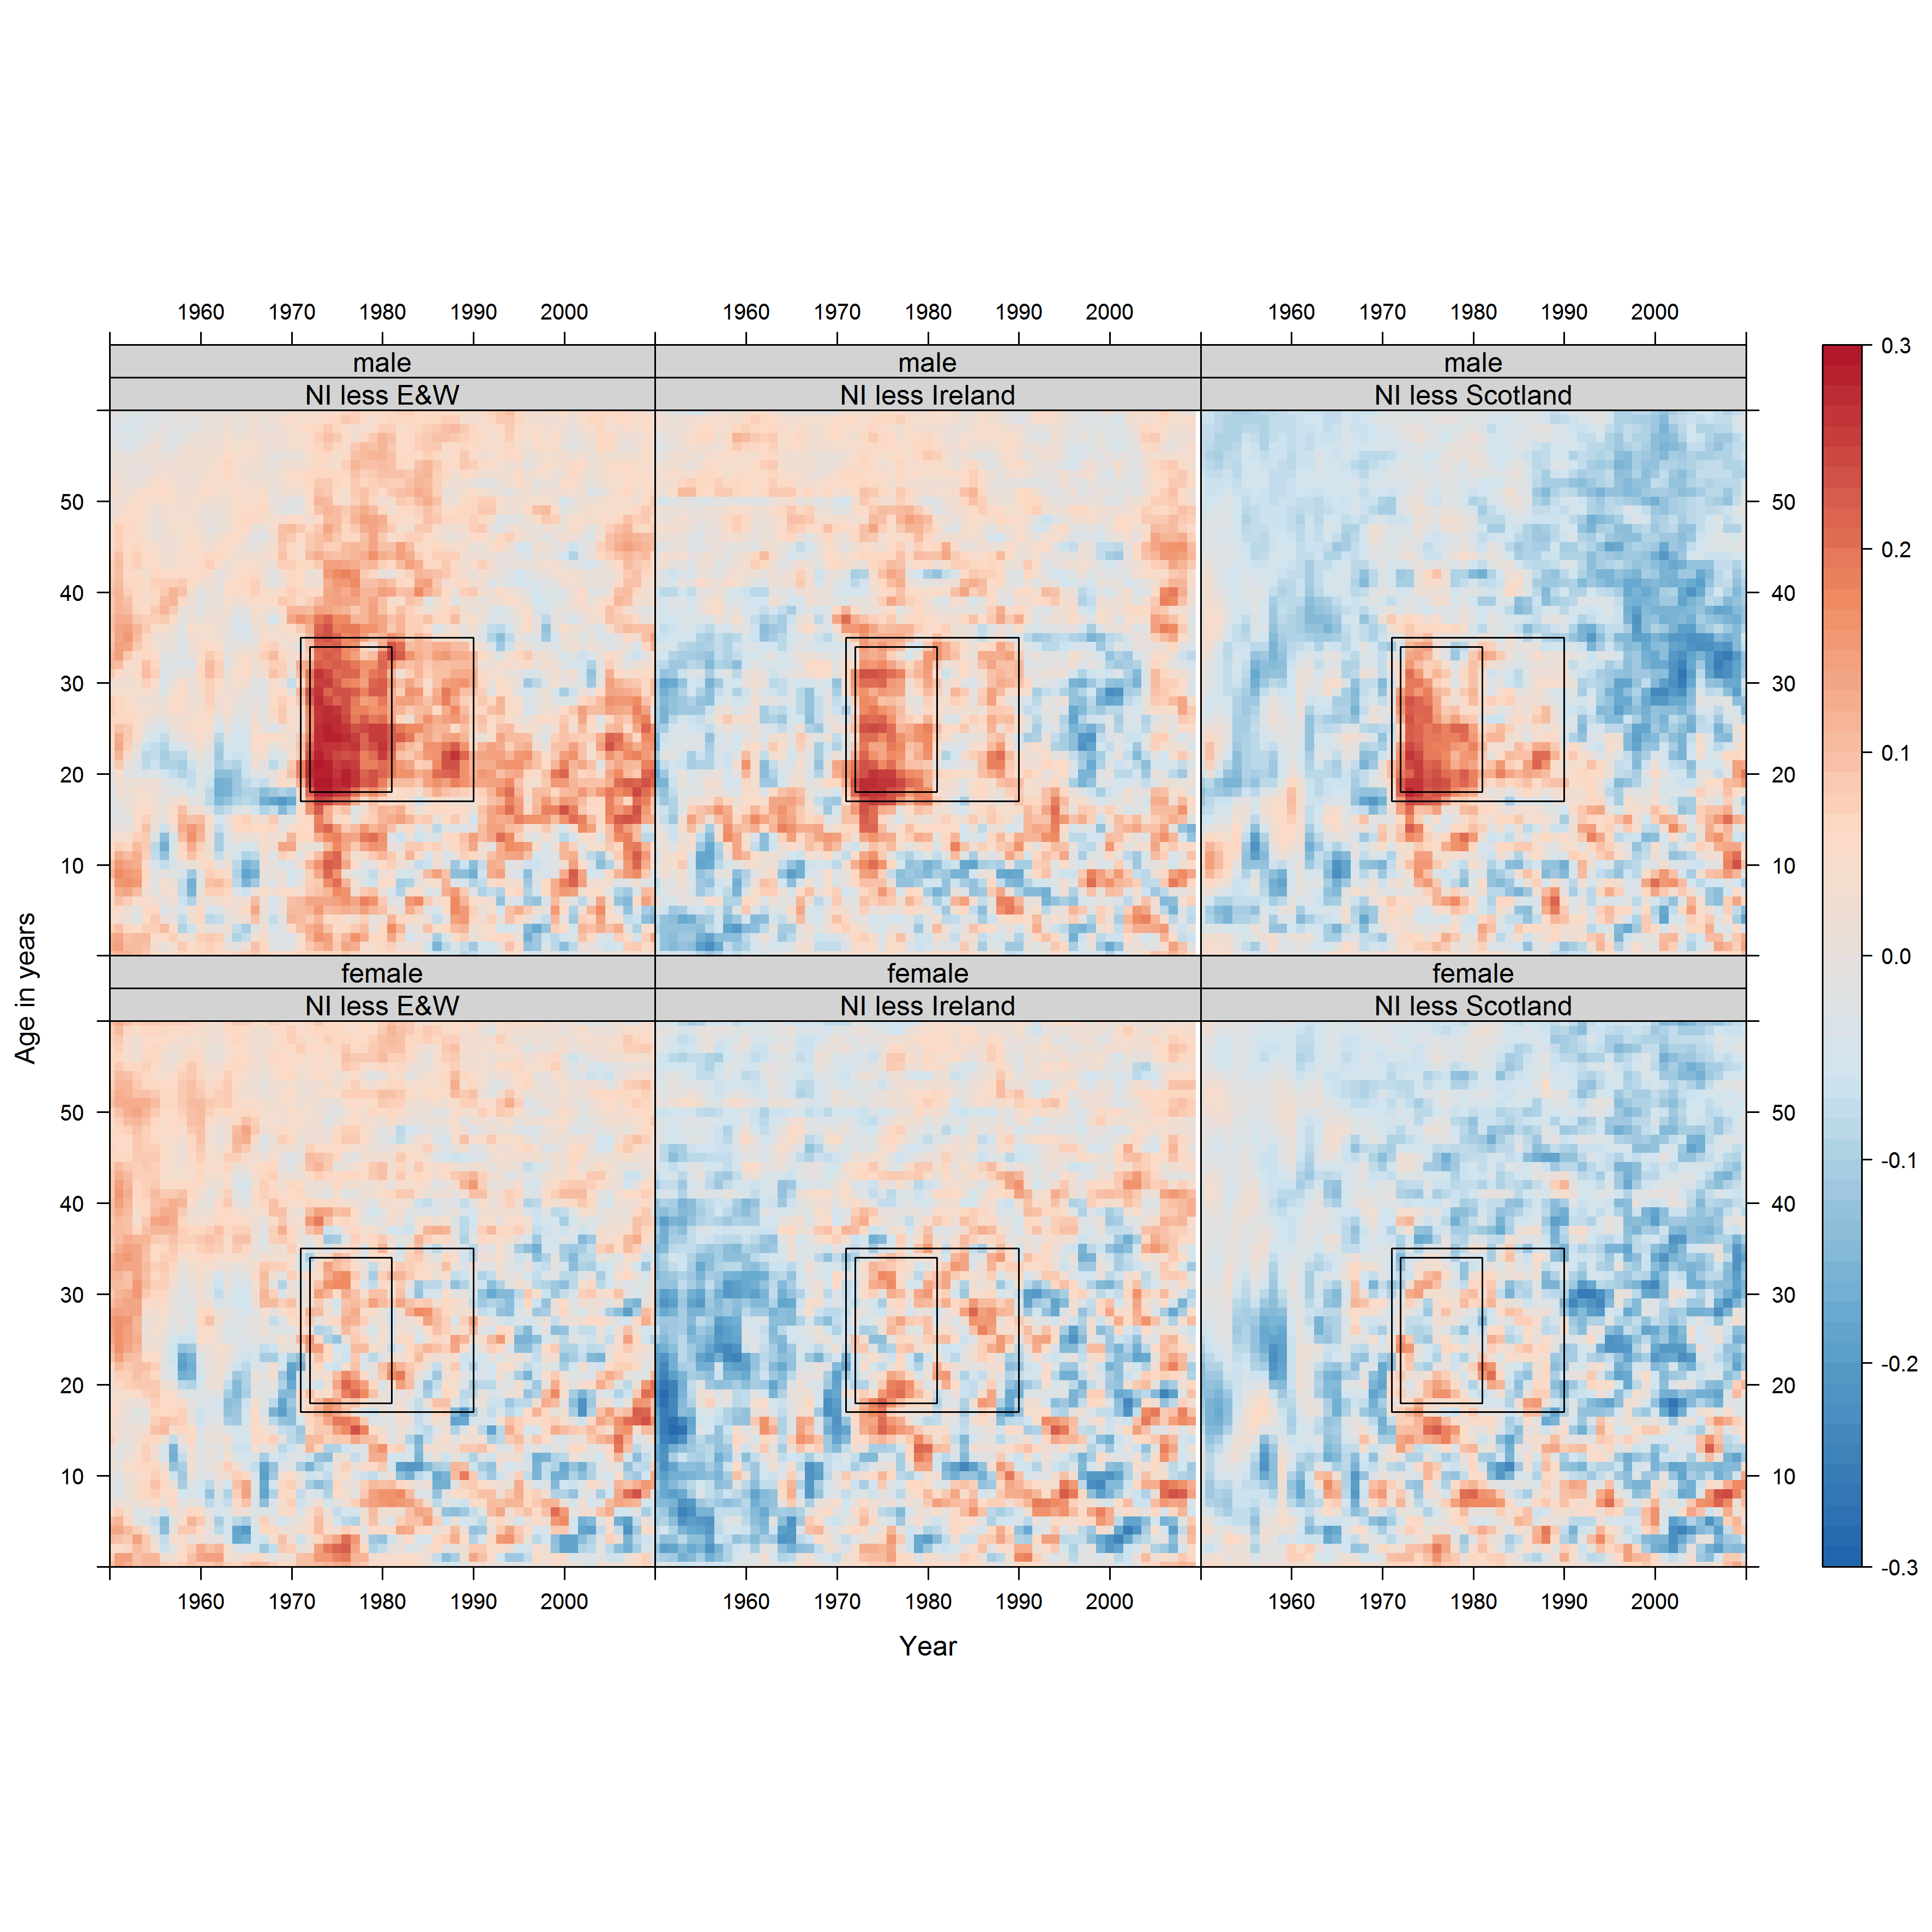 1960 1970 1980 1990 2000 1960 1970 1980 1990 2000 1960 1970 1980 1990 2000
male male male
NI less E&W NI less Ireland NI less Scotland
50 50
40 40
30 30
20 20
10 10
female female female
NI less E&W NI less Ireland NI less Scotland
50 50
40 40
30 30
20 20
10 10
1960 1970 1980 1990 2000 1960 1970 1980 1990 2000 1960 1970 1980 1990 2000
Year
Age in years
0.3
0.2
0.1
0.0
-0.1
-0.2
-0.3